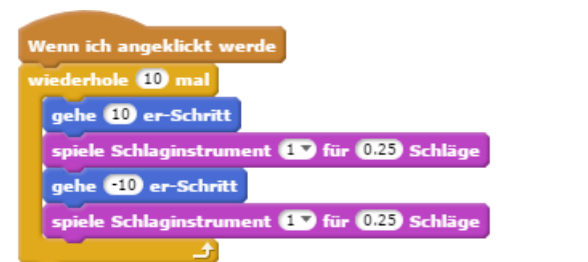 Wenn ich angeklickt werde
wiederhole 10 mal
gehe 10 er-Schritt
spiele Schlaginstrument 1 für 0.25 Schläge
gehe -10 er-Schritt
spiele Schlaginstrument 1 für 0.25 Schläge